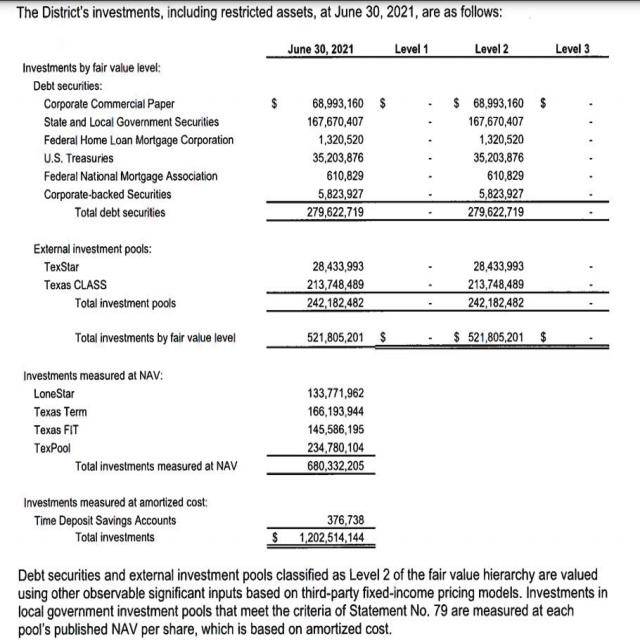 The District's investments, including restricted assets, at June 30, 2021, are as follows:
June 30, 2021 Level 1 Level 2 Level 3
Investments by fair value level:
Debt securities:
Corporate Commercial Paper $ 68,993,160 $ - $ 68,993,160 $ -
State and Local Government Securities 167,670,407 - 167,670,407 -
Federal Home Loan Mortgage Corporation 1,320,520 - 1,320,520 -
U.S. Treasuries 35,203,876 - 35,203,876 -
Federal National Mortgage Association 610,829 - 610,829 -
Corporate-backed Securities 5,823,927 - 5,823,927 -
Total debt securities 279,622,719 - 279,622,719 -
External investment pools:
TexStar 28,433,993 - 28,433,993 -
Texas CLASS 213,748,489 - 213,748,489 -
Total investment pools 242,182,482 - 242,182,482 -
Total investments by fair value level 521,805,201 $ - $ 521,805,201 $ -
Investments measured at NAV:
LoneStar 133,771,962
Texas Term 166,193,944
Texas FIT 145,586,195
TexPool 234,780,104
Total investments measured at NAV 680,332,205
Investments measured at amortized cost:
Time Deposit Savings Accounts 376,738
Total investments $ 1,202,514,144
Debt securities and external investment pools classified as Level 2 of the fair value hierarchy are valued
using other observable significant inputs based on third-party fixed-income pricing models. Investments in
local government investment pools that meet the criteria of Statement No. 79 are measured at each
pool's published NAV per share, which is based on amortized cost.